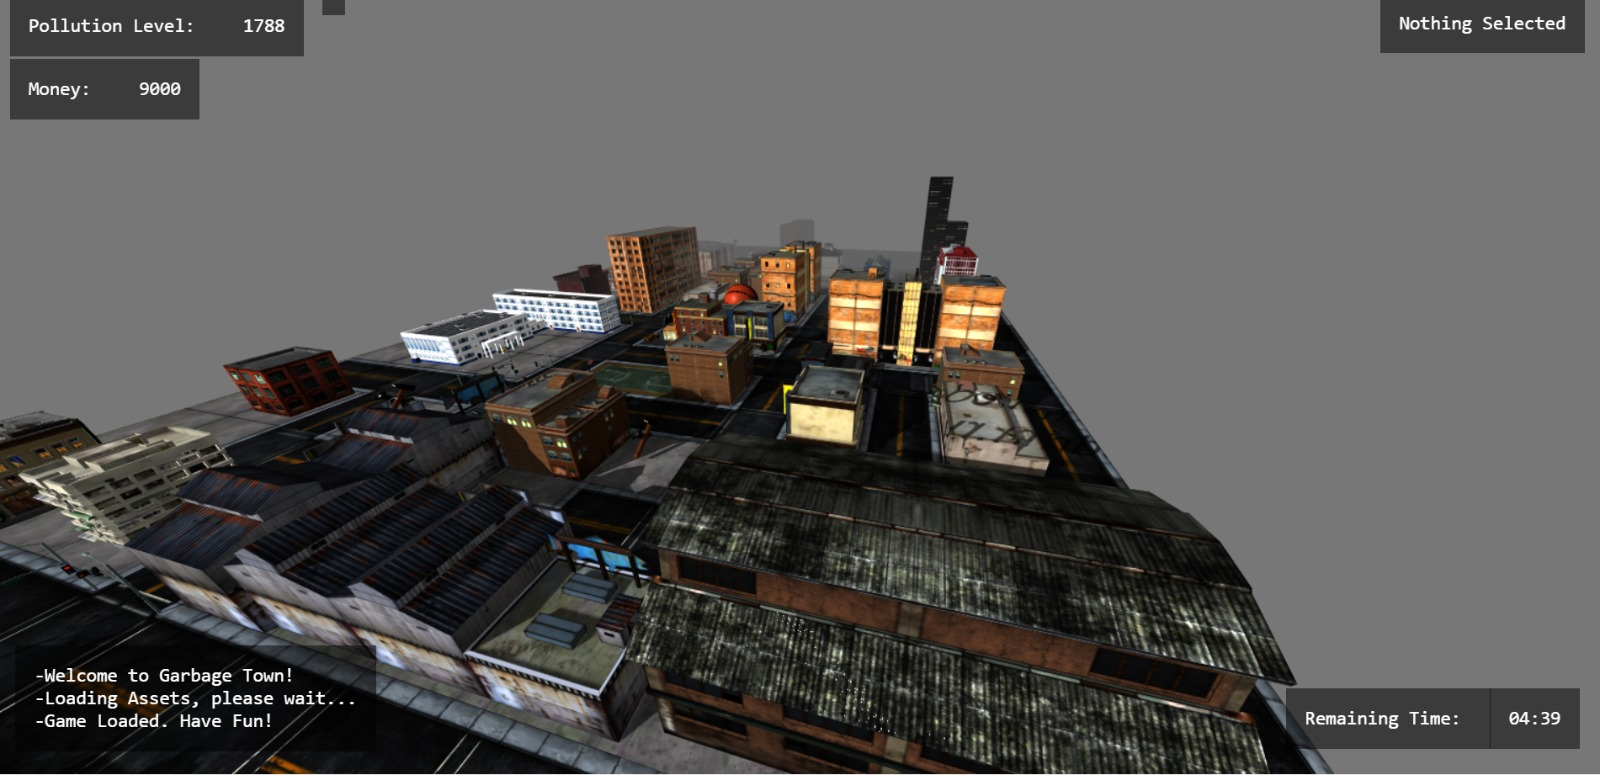 Pollution Level: 1788
Nothing Selected
Money: 9000
-Welcome to Garbage Town!
-Loading Assets, please wait...
-Game Loaded. Have Fun!
Remaining Time: 04:39